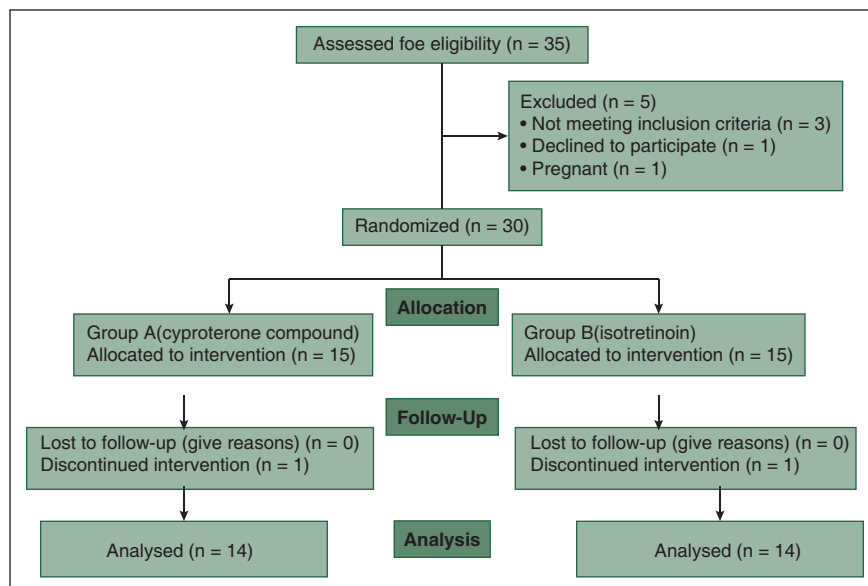 Assessed foe eligibility (n = 35)
Excluded (n = 5)
• Not meeting inclusion criteria (n = 3)
• Declined to participate (n = 1)
• Pregnant (n = 1)
Randomized (n = 30)
Allocation
Group A(cyproterone compound)
Allocated to intervention (n = 15)
Group B(isotretinoin)
Allocated to intervention (n = 15)
Follow-Up
Lost to follow-up (give reasons) (n = 0)
Discontinued intervention (n = 1)
Lost to follow-up (give reasons) (n = 0)
Discontinued intervention (n = 1)
Analysed (n = 14)
Analysis
Analysed (n = 14)